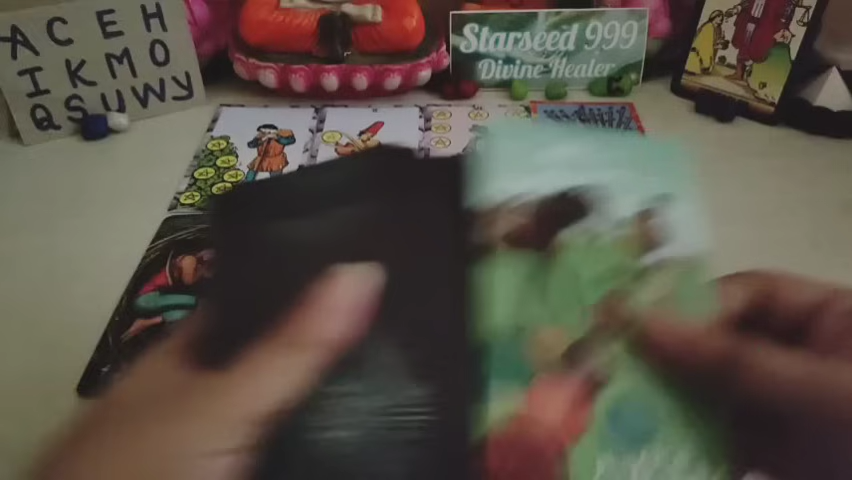 A C E H
I K M O
Q S U W Y
Starseed 999
Divine-Healer